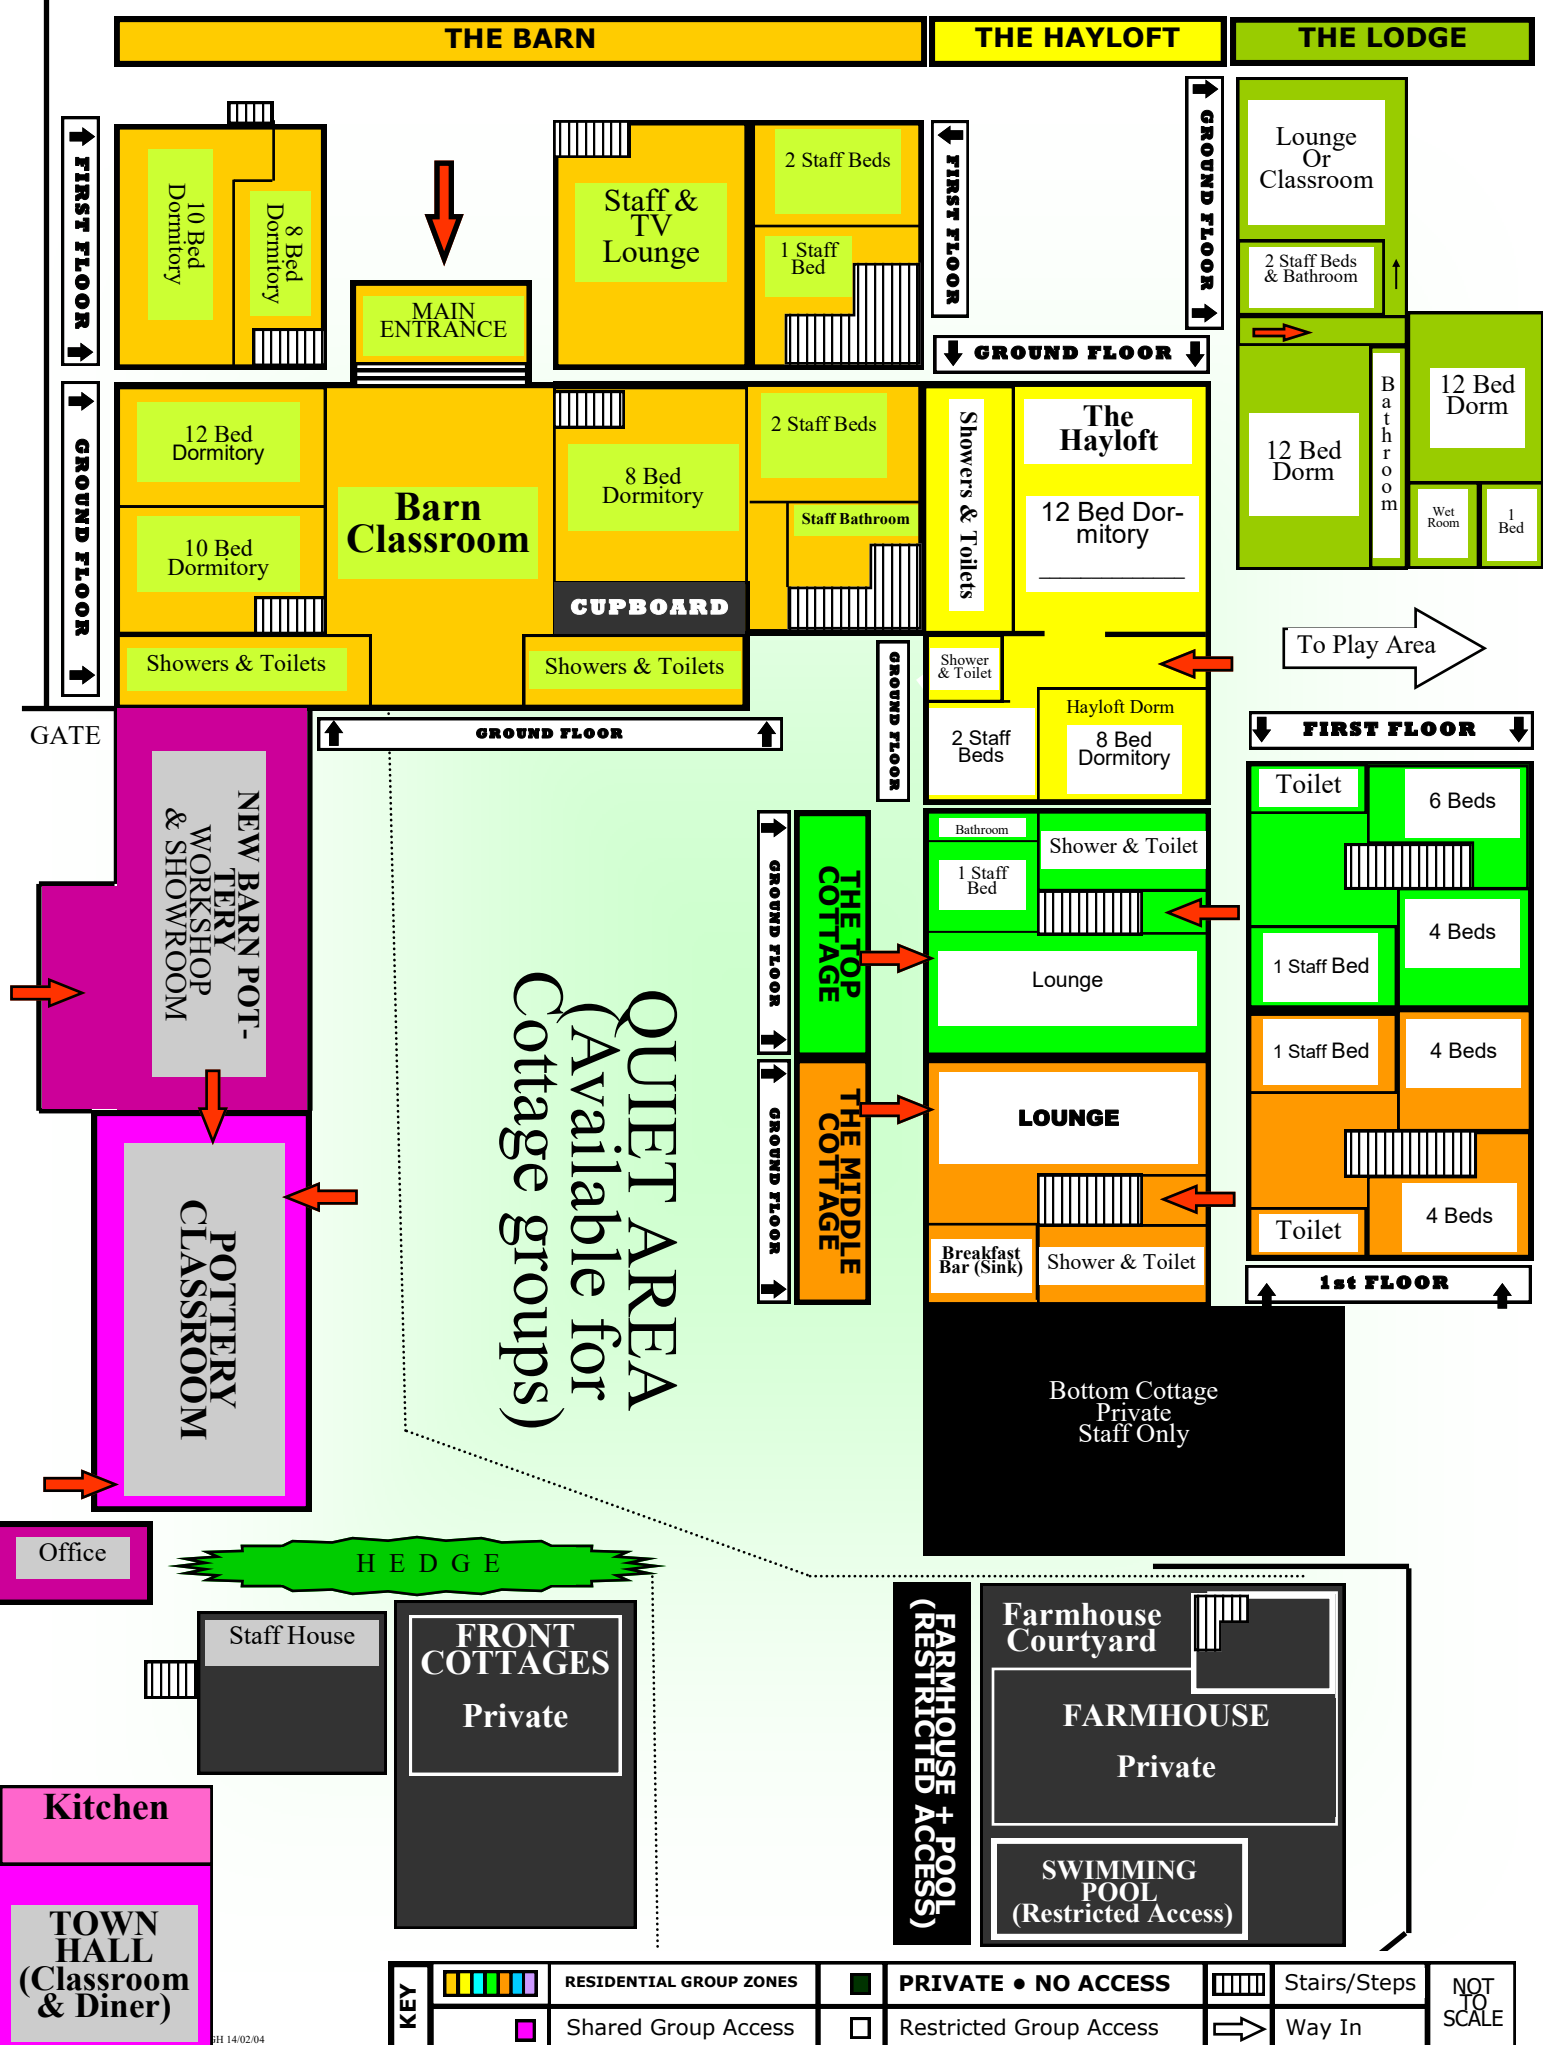 THE BARN
THE HAYLOFT
THE LODGE
FIRST FLOOR
10 Bed
Dormitory
8 Bed
Dormitory
MAIN
ENTRANCE
Staff &
TV
Lounge
2 Staff Beds
1 Staff
Bed
FIRST FLOOR
GROUND FLOOR
Lounge
Or
Classroom
2 Staff Beds
& Bathroom
12 Bed
Dorm
Bathroom
12 Bed
Dorm
Wet
Room
1
Bed
GROUND FLOOR
GROUND FLOOR
12 Bed
Dormitory
10 Bed
Dormitory
Barn
Classroom
8 Bed
Dormitory
CUPBOARD
2 Staff Beds
Staff Bathroom
Showers & Toilets
Showers & Toilets
Showers & Toilets
The
Hayloft
12 Bed Dor-
mitory
Shower
& Toilet
2 Staff
Beds
Hayloft Dorm
8 Bed
Dormitory
To Play Area
GATE
GROUND FLOOR
GROUND FLOOR
FIRST FLOOR
NEW BARN POT-
TERY
WORKSHOP
& SHOWROOM
QUIET AREA
(Available for
Cottage groups)
GROUND FLOOR
THE TOP
COTTAGE
Bathroom
1 Staff
Bed
Shower & Toilet
Lounge
Toilet
6 Beds
4 Beds
1 Staff Bed
GROUND FLOOR
THE MIDDLE
COTTAGE
LOUNGE
Breakfast
Bar (Sink)
Shower & Toilet
1 Staff Bed
4 Beds
4 Beds
Toilet
1st FLOOR
POTTERY
CLASSROOM
Bottom Cottage
Private
Staff Only
Office
H E D G E
Staff House
FRONT
COTTAGES
Private
FARMHOUSE + POOL
(RESTRICTED ACCESS)
Farmhouse
Courtyard
FARMHOUSE
Private
SWIMMING
POOL
(Restricted Access)
Kitchen
TOWN
HALL
(Classroom
& Diner)
GH 14/02/04
KEY
RESIDENTIAL GROUP ZONES
PRIVATE • NO ACCESS
Stairs/Steps
NOT
TO
SCALE
Shared Group Access
Restricted Group Access
Way In